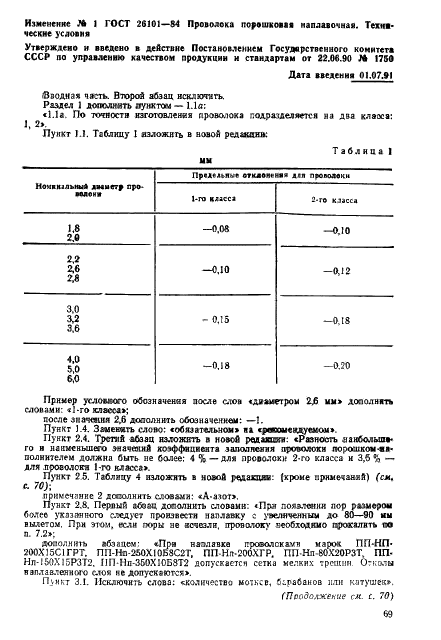 Изменение № 1 ГОСТ 26101—84 Проволока порошковая наплавочная. Техни-
ческие условия
Утверждено и введено в действие Постановлением Государственного комитета
СССР по управлению качеством продукции и стандартам от 22.06.90 № 1750
Дата введения 01.07.91
Вводная часть. Второй абзац исключить.
Раздел 1 дополнить пунктом — 1.1а:
«1.1а. По точности изготовления проволока подразделяется на два класса:
1, 2».
Пункт 1.1. Таблицу 1 изложить в новой редакции:
Таблица 1
мм
Номинальный диаметр про-
волоки
Предельные отклонения для проволоки
1-го класса
2-го класса
1,8
2,0
—0,08
—0,10
2,2
2,6
2,8
—0,10
—0,12
3,0
3,2
3,6
—0,15
—0,18
4,0
5,0
6,0
—0,18
—0,20
Пример условного обозначения после слов «диаметром 2,6 мм» дополнить
словами: «1-го класса»;
после значения 2,6 дополнить обозначением: —1.
Пункт 1.4. Заменить слово: «обязательном» на «рекомендуемом».
Пункт 2.4. Третий абзац изложить в новой редакции: «Разность наибольше-
го и наименьшего значений коэффициента заполнения проволоки порошком-на-
полнителем должна быть не более: 4 % — для проволоки 2-го класса и 3,5 % —
для проволоки 1-го класса».
Пункт 2.5. Таблицу 4 изложить в новой редакции: (кроме примечаний) (см.
с. 70);
примечание 2 дополнить словами: «А-азот».
Пункт 2.8. Первый абзац дополнить словами: «При появлении пор размером
более указанного следует произвести наплавку с увеличенным до 80—90 мм
вылетом. При этом, если поры не исчезли, проволоку необходимо прокалить по
п. 7.2»;
дополнить абзацем: «При наплавке проволоками марок ПП-НП-
200Х15С1ГРТ, ПП-Нп-250Х10Б8С2Т, ПП-Нп-200ХГР, ПП-Нп-80Х20Р3Т, ПП-
Нп-150Х15Р3Т2, ПП-Нп-350Х10Б8Т2 допускается сетка мелких трещин. Отколы
наплавленного слоя не допускаются».
Пункт 3.1. Исключить слова: «количество мотков, барабанов или катушек».
(Продолжение см. с. 70)
69